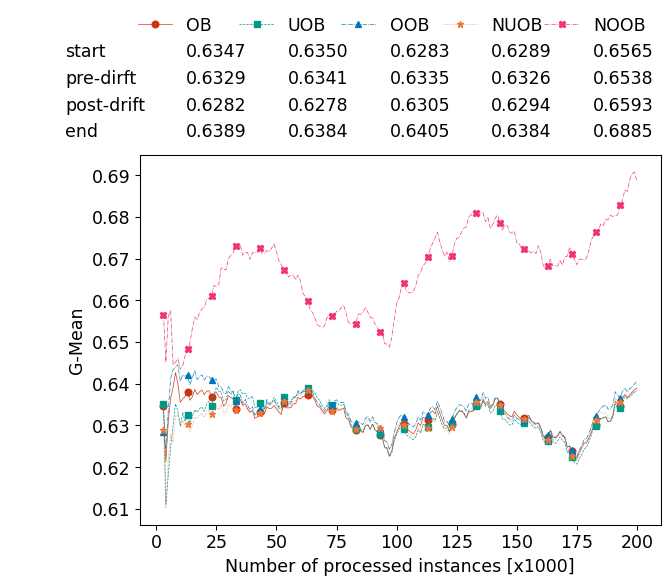 OB UOB OOB NUOB NOOB
start 0.6347 0.6350 0.6283 0.6289 0.6565
pre-dirft 0.6329 0.6341 0.6335 0.6326 0.6538
post-drift 0.6282 0.6278 0.6305 0.6294 0.6593
end 0.6389 0.6384 0.6405 0.6384 0.6885
0.69
0.68
0.67
0.66
0.65
0.64
0.63
0.62
0.61
G-Mean
0 25 50 75 100 125 150 175 200
Number of processed instances [x1000]